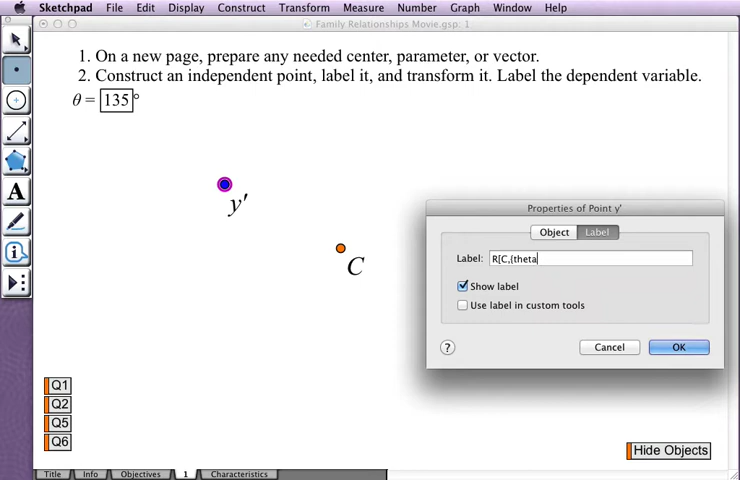 Sketchpad File Edit Display Construct Transform Measure Number Graph Window Help
Family Relationships Movie.gsp: 1
1. On a new page, prepare any needed center, parameter, or vector.
2. Construct an independent point, label it, and transform it. Label the dependent variable.
θ = 135°
y'
C
Properties of Point y'
Object Label
Label: R[C,{theta
Show label
Use label in custom tools
? Cancel OK
A
i
Q1
Q2
Q5
Q6
Hide Objects
Title Info Objectives 1 Characteristics